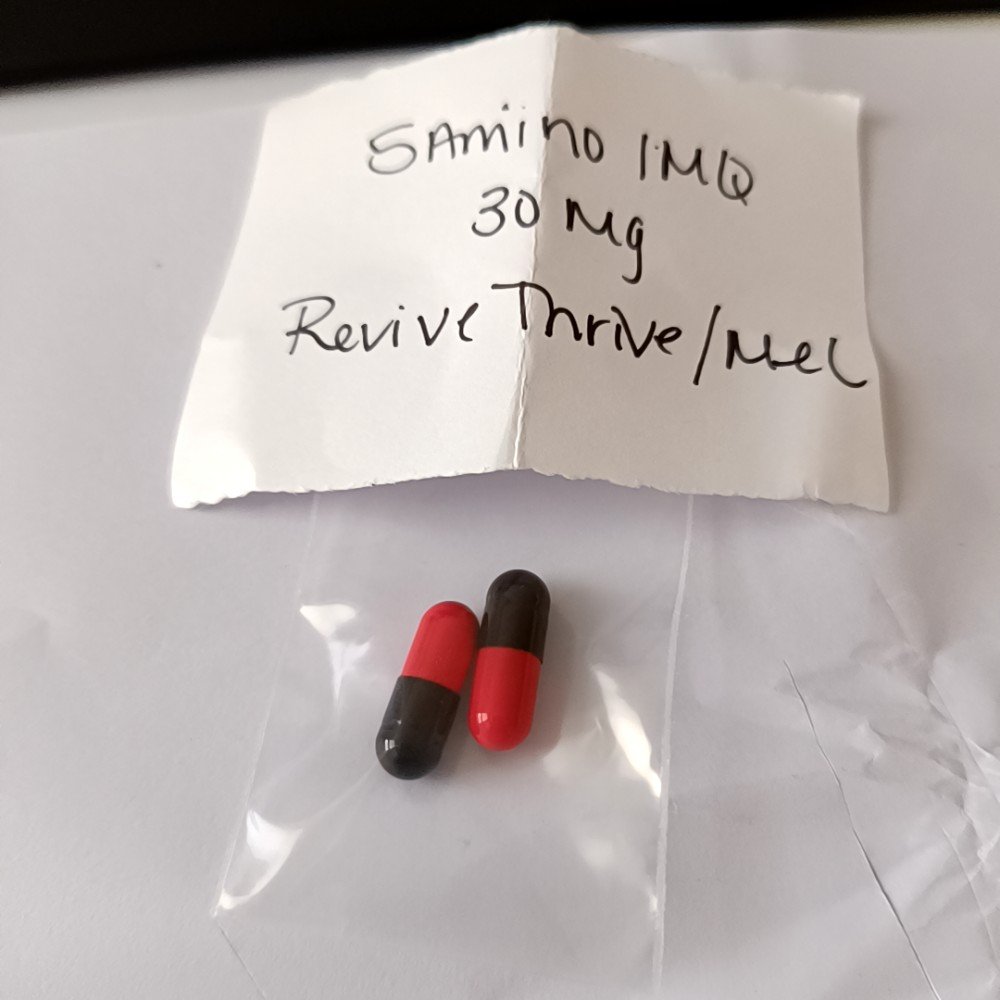 5Amino 1MQ
30 Mg
Revive Thrive/Mel